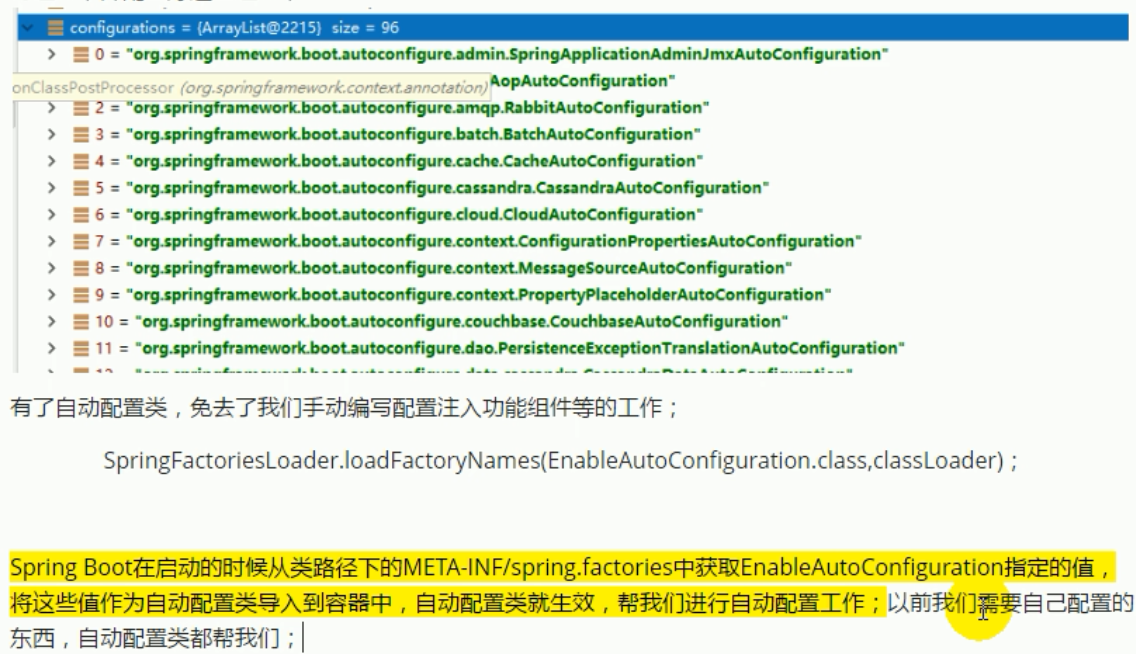 configurations = {ArrayList@2215} size = 96
0 = "org.springframework.boot.autoconfigure.admin.SpringApplicationAdminJmxAutoConfiguration"
onClassPostProcessor (org.springframework.context.annotation) AopAutoConfiguration"
2 = "org.springframework.boot.autoconfigure.amqp.RabbitAutoConfiguration"
3 = "org.springframework.boot.autoconfigure.batch.BatchAutoConfiguration"
4 = "org.springframework.boot.autoconfigure.cache.CacheAutoConfiguration"
5 = "org.springframework.boot.autoconfigure.cassandra.CassandraAutoConfiguration"
6 = "org.springframework.boot.autoconfigure.cloud.CloudAutoConfiguration"
7 = "org.springframework.boot.autoconfigure.context.ConfigurationPropertiesAutoConfiguration"
8 = "org.springframework.boot.autoconfigure.context.MessageSourceAutoConfiguration"
9 = "org.springframework.boot.autoconfigure.context.PropertyPlaceholderAutoConfiguration"
10 = "org.springframework.boot.autoconfigure.couchbase.CouchbaseAutoConfiguration"
11 = "org.springframework.boot.autoconfigure.dao.PersistenceExceptionTranslationAutoConfiguration"
有了自动配置类，免去了我们手动编写配置注入功能组件等的工作；
SpringFactoriesLoader.loadFactoryNames(EnableAutoConfiguration.class,classLoader)；
Spring Boot在启动的时候从类路径下的META-INF/spring.factories中获取EnableAutoConfiguration指定的值，
将这些值作为自动配置类导入到容器中，自动配置类就生效，帮我们进行自动配置工作；以前我们需要自己配置的
东西，自动配置类都帮我们；